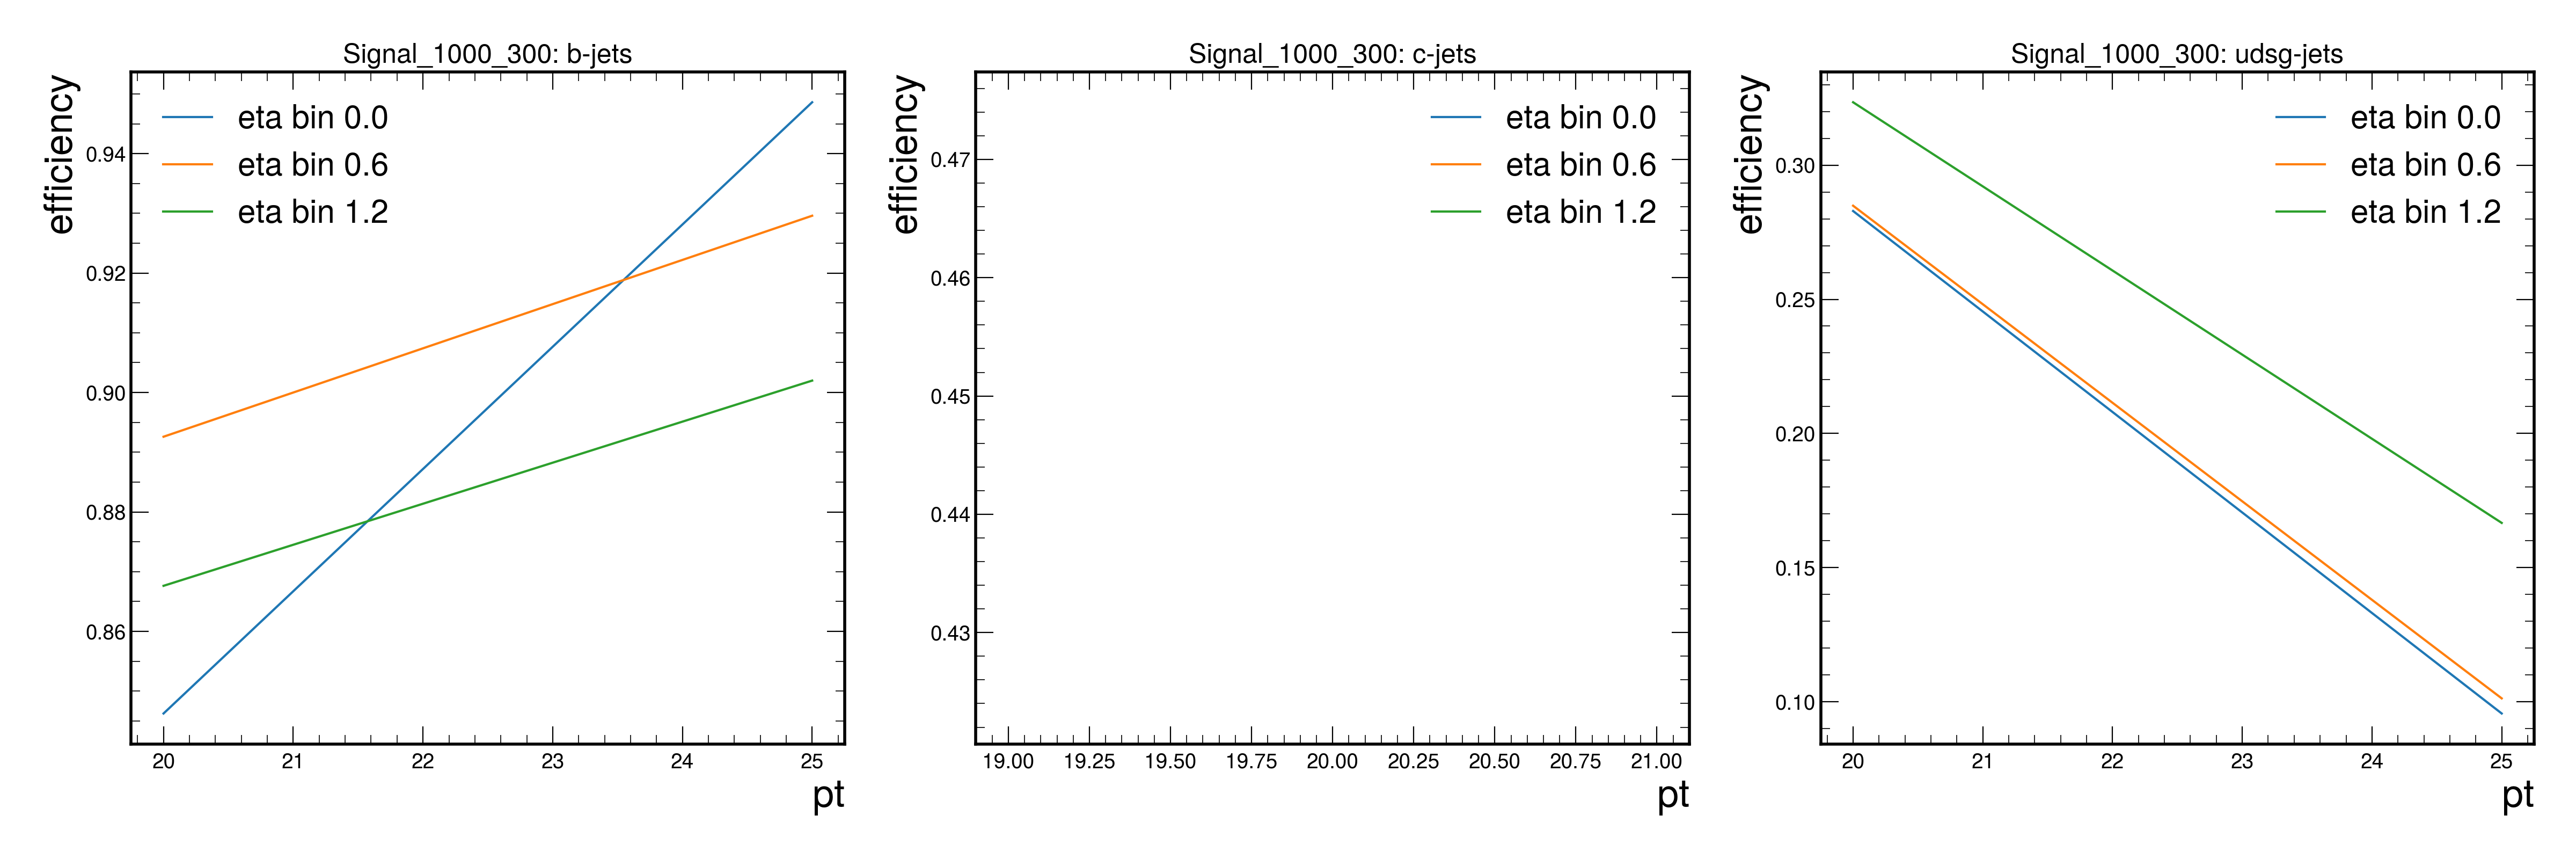 Signal_1000_300: b-jets
efficiency
eta bin 0.0
eta bin 0.6
eta bin 1.2
0.94
0.92
0.90
0.88
0.86
20 21 22 23 24 25
pt
Signal_1000_300: c-jets
efficiency
eta bin 0.0
eta bin 0.6
eta bin 1.2
0.47
0.46
0.45
0.44
0.43
19.00 19.25 19.50 19.75 20.00 20.25 20.50 20.75 21.00
pt
Signal_1000_300: udsg-jets
efficiency
eta bin 0.0
eta bin 0.6
eta bin 1.2
0.30
0.25
0.20
0.15
0.10
20 21 22 23 24 25
pt